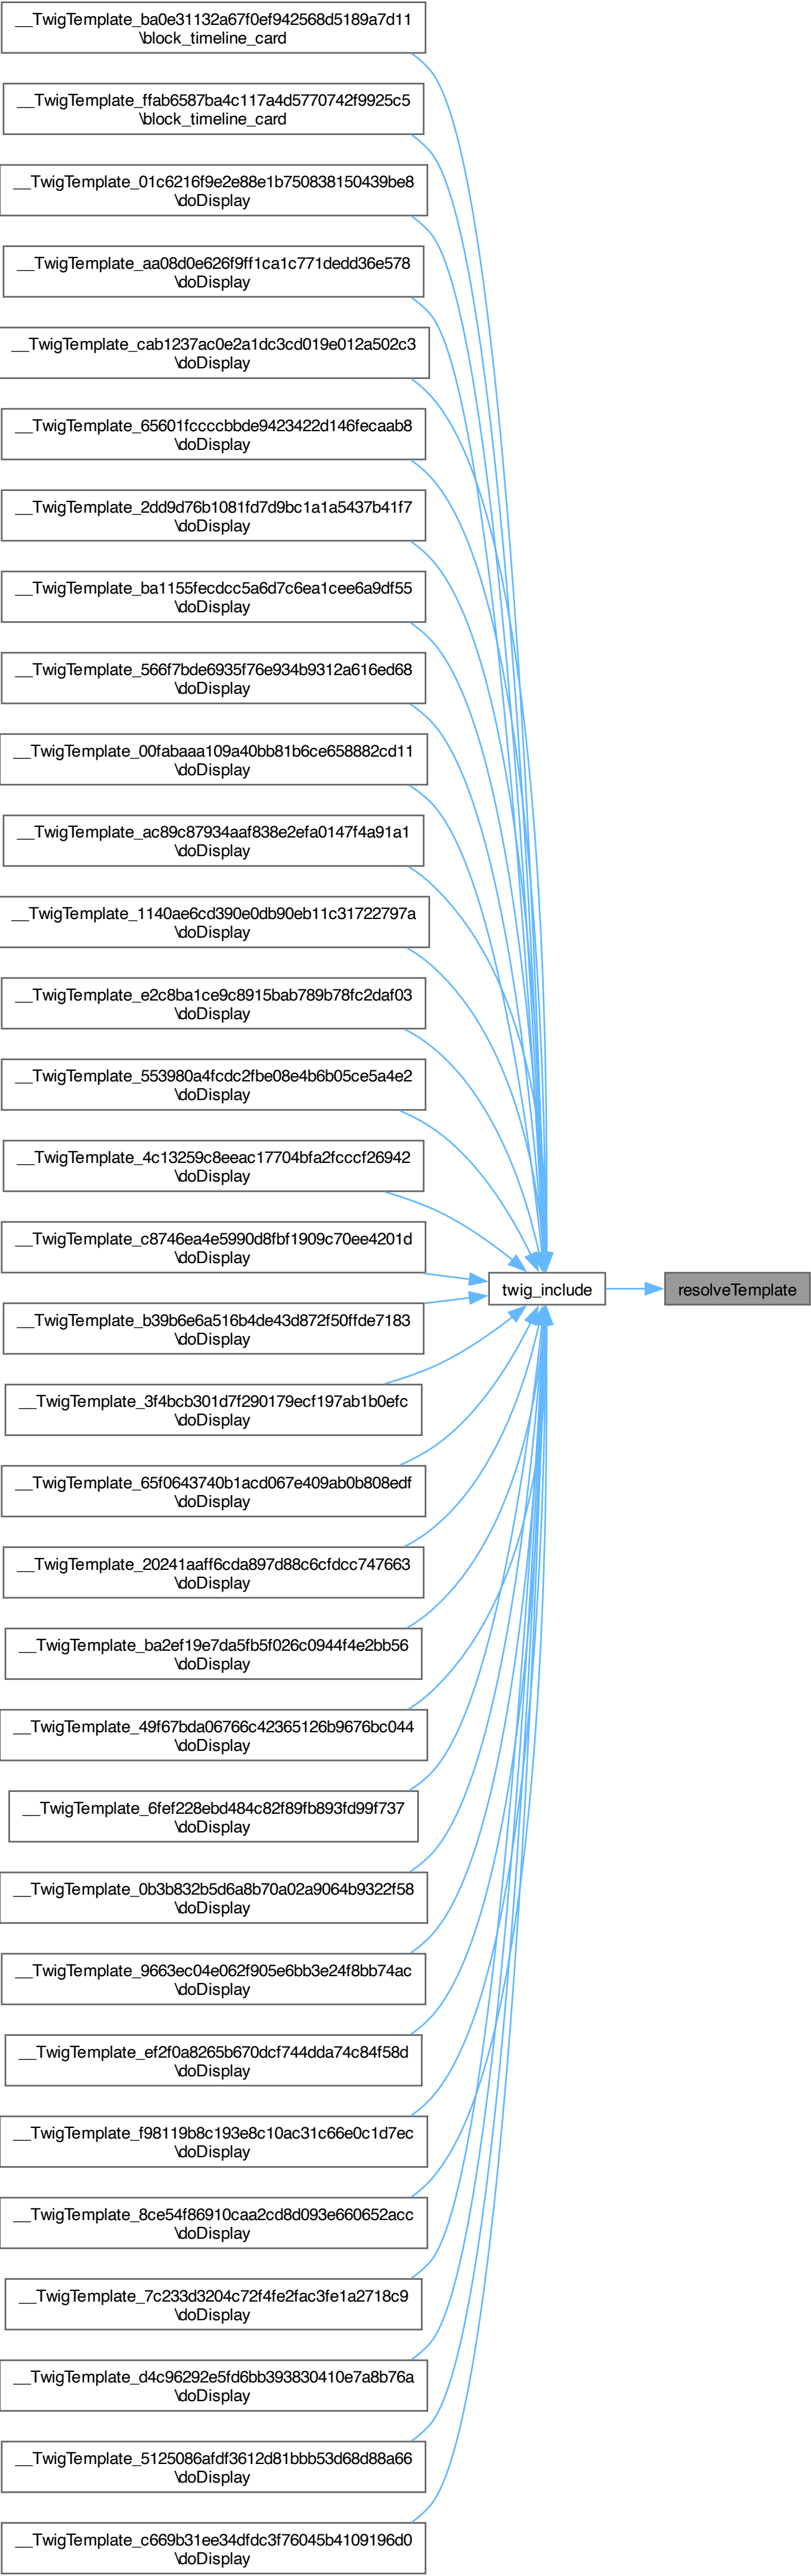 __TwigTemplate_ba0e31132a67f0ef942568d5189a7d11
\block_timeline_card
__TwigTemplate_ffab6587ba4c117a4d5770742f9925c5
\block_timeline_card
__TwigTemplate_01c6216f9e2e88e1b750838150439be8
\doDisplay
__TwigTemplate_aa08d0e626f9ff1ca1c771dedd36e578
\doDisplay
__TwigTemplate_cab1237ac0e2a1dc3cd019e012a502c3
\doDisplay
__TwigTemplate_65601fccccbbde9423422d146fecaab8
\doDisplay
__TwigTemplate_2dd9d76b1081fd7d9bc1a1a5437b41f7
\doDisplay
__TwigTemplate_ba1155fecdcc5a6d7c6ea1cee6a9df55
\doDisplay
__TwigTemplate_566f7bde6935f76e934b9312a616ed68
\doDisplay
__TwigTemplate_00fabaaa109a40bb81b6ce658882cd11
\doDisplay
__TwigTemplate_ac89c87934aaf838e2efa0147f4a91a1
\doDisplay
__TwigTemplate_1140ae6cd390e0db90eb11c31722797a
\doDisplay
__TwigTemplate_e2c8ba1ce9c8915bab789b78fc2daf03
\doDisplay
__TwigTemplate_553980a4fcdc2fbe08e4b6b05ce5a4e2
\doDisplay
__TwigTemplate_4c13259c8eeac17704bfa2fcccf26942
\doDisplay
__TwigTemplate_c8746ea4e5990d8fbf1909c70ee4201d
\doDisplay
twig_include
resolveTemplate
__TwigTemplate_b39b6e6a516b4de43d872f50ffde7183
\doDisplay
__TwigTemplate_3f4bcb301d7f290179ecf197ab1b0efc
\doDisplay
__TwigTemplate_65f0643740b1acd067e409ab0b808edf
\doDisplay
__TwigTemplate_20241aaff6cda897d88c6cfdcc747663
\doDisplay
__TwigTemplate_ba2ef19e7da5fb5f026c0944f4e2bb56
\doDisplay
__TwigTemplate_49f67bda06766c42365126b9676bc044
\doDisplay
__TwigTemplate_6fef228ebd484c82f89fb893fd99f737
\doDisplay
__TwigTemplate_0b3b832b5d6a8b70a02a9064b9322f58
\doDisplay
__TwigTemplate_9663ec04e062f905e6bb3e24f8bb74ac
\doDisplay
__TwigTemplate_ef2f0a8265b670dcf744dda74c84f58d
\doDisplay
__TwigTemplate_f98119b8c193e8c10ac31c66e0c1d7ec
\doDisplay
__TwigTemplate_8ce54f86910caa2cd8d093e660652acc
\doDisplay
__TwigTemplate_7c233d3204c72f4fe2fac3fe1a2718c9
\doDisplay
__TwigTemplate_d4c96292e5fd6bb393830410e7a8b76a
\doDisplay
__TwigTemplate_5125086afdf3612d81bbb53d68d88a66
\doDisplay
__TwigTemplate_c669b31ee34dfdc3f76045b4109196d0
\doDisplay